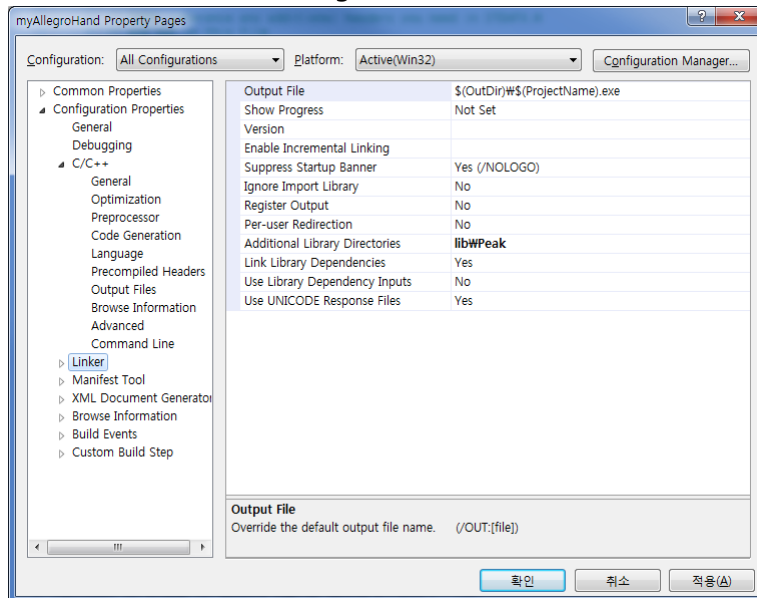 myAllegroHand Property Pages
?
X
Configuration: All Configurations Platform: Active(Win32) Configuration Manager...
Common Properties
Configuration Properties
General
Debugging
C/C++
General
Optimization
Preprocessor
Code Generation
Language
Precompiled Headers
Output Files
Browse Information
Advanced
Command Line
Linker
Manifest Tool
XML Document Generator
Browse Information
Build Events
Custom Build Step
Output File $(OutDir)₩$(ProjectName).exe
Show Progress Not Set
Version
Enable Incremental Linking
Suppress Startup Banner Yes (/NOLOGO)
Ignore Import Library No
Register Output No
Per-user Redirection No
Additional Library Directories lib₩Peak
Link Library Dependencies Yes
Use Library Dependency Inputs No
Use UNICODE Response Files Yes
Output File
Override the default output file name. (/OUT:[file])
확인 취소 적용(A)